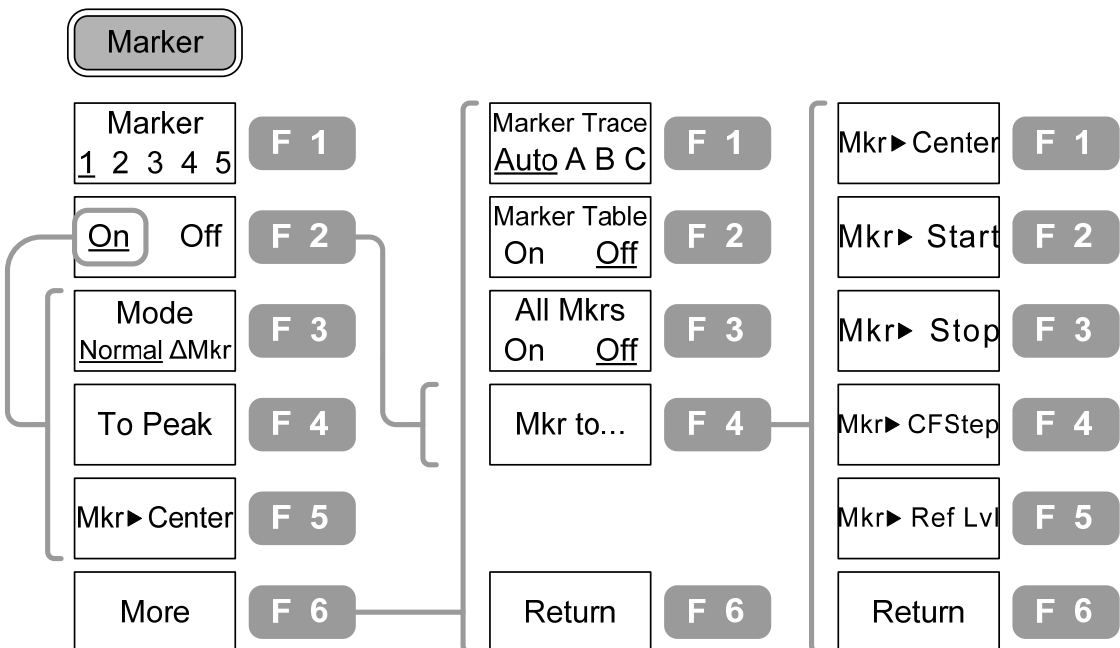 Marker
Marker
1 2 3 4 5
F 1
On Off
F 2
Mode
Normal ΔMkr
F 3
To Peak
F 4
Mkr▶Center
F 5
More
F 6
Marker Trace
Auto A B C
F 1
Marker Table
On Off
F 2
All Mkrs
On Off
F 3
Mkr to...
F 4
Return
F 6
Mkr▶Center
F 1
Mkr▶ Start
F 2
Mkr▶ Stop
F 3
Mkr▶ CFStep
F 4
Mkr▶ Ref Lvl
F 5
Return
F 6